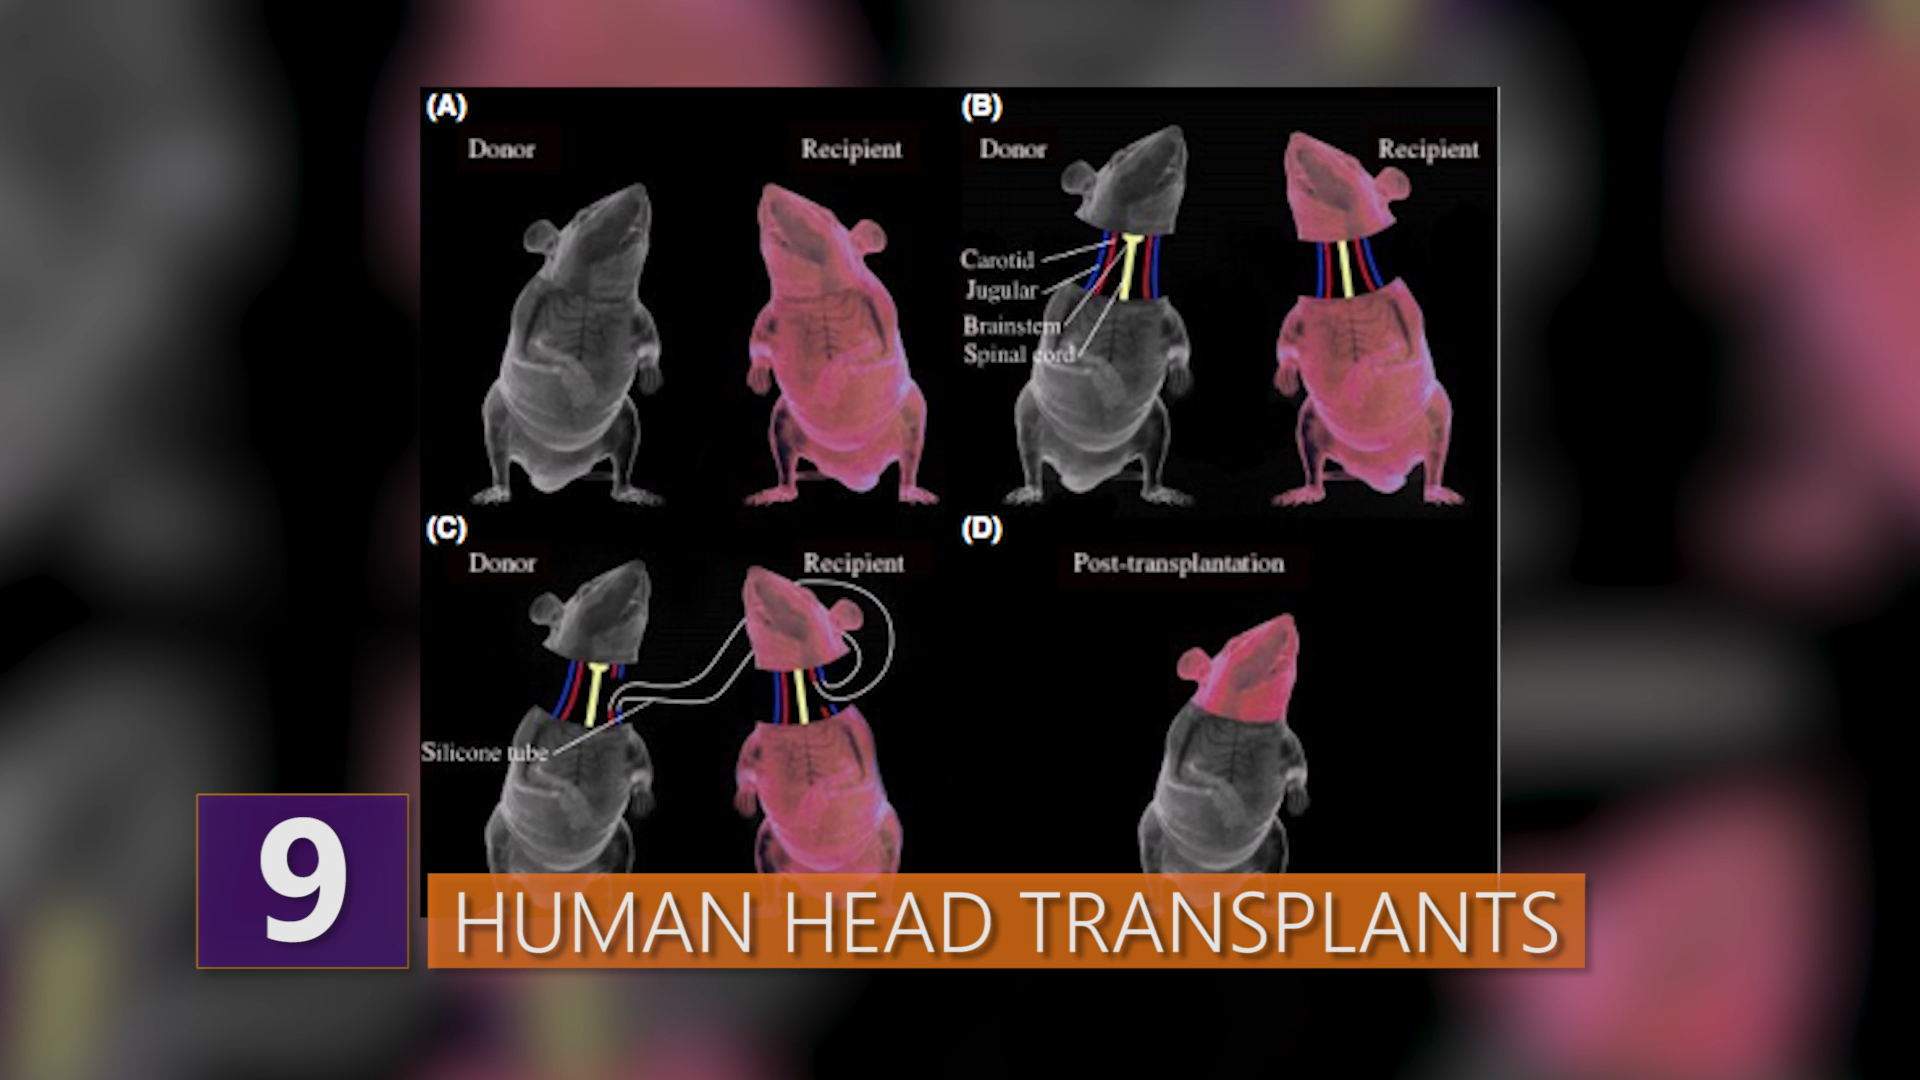 (A)
Donor
Recipient
(B)
Donor
Recipient
Carotid
Jugular
Brainstem
Spinal cord
(C)
Donor
Recipient
Silicone tube
(D)
Post-transplantation
9
HUMAN HEAD TRANSPLANTS